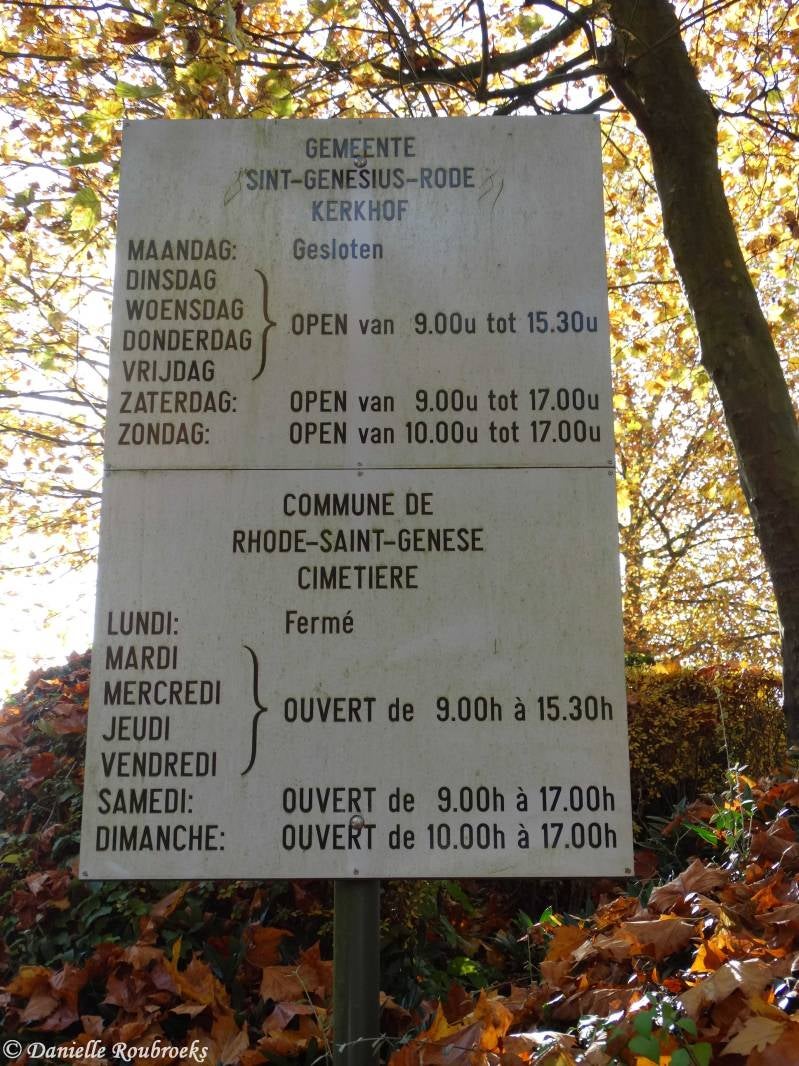 GEMEENTE
SINT-GENESIUS-RODE
KERKHOF
MAANDAG: Gesloten
DINSDAG
WOENSDAG
DONDERDAG
VRIJDAG
OPEN van 9.00u tot 15.30u
ZATERDAG: OPEN van 9.00u tot 17.00u
ZONDAG: OPEN van 10.00u tot 17.00u
COMMUNE DE
RHODE-SAINT-GENESE
CIMETIERE
LUNDI: Fermé
MARDI
MERCREDI
JEUDI
VENDREDI
OUVERT de 9.00h à 15.30h
SAMEDI: OUVERT de 9.00h à 17.00h
DIMANCHE: OUVERT de 10.00h à 17.00h
© Danielle Roubroeks